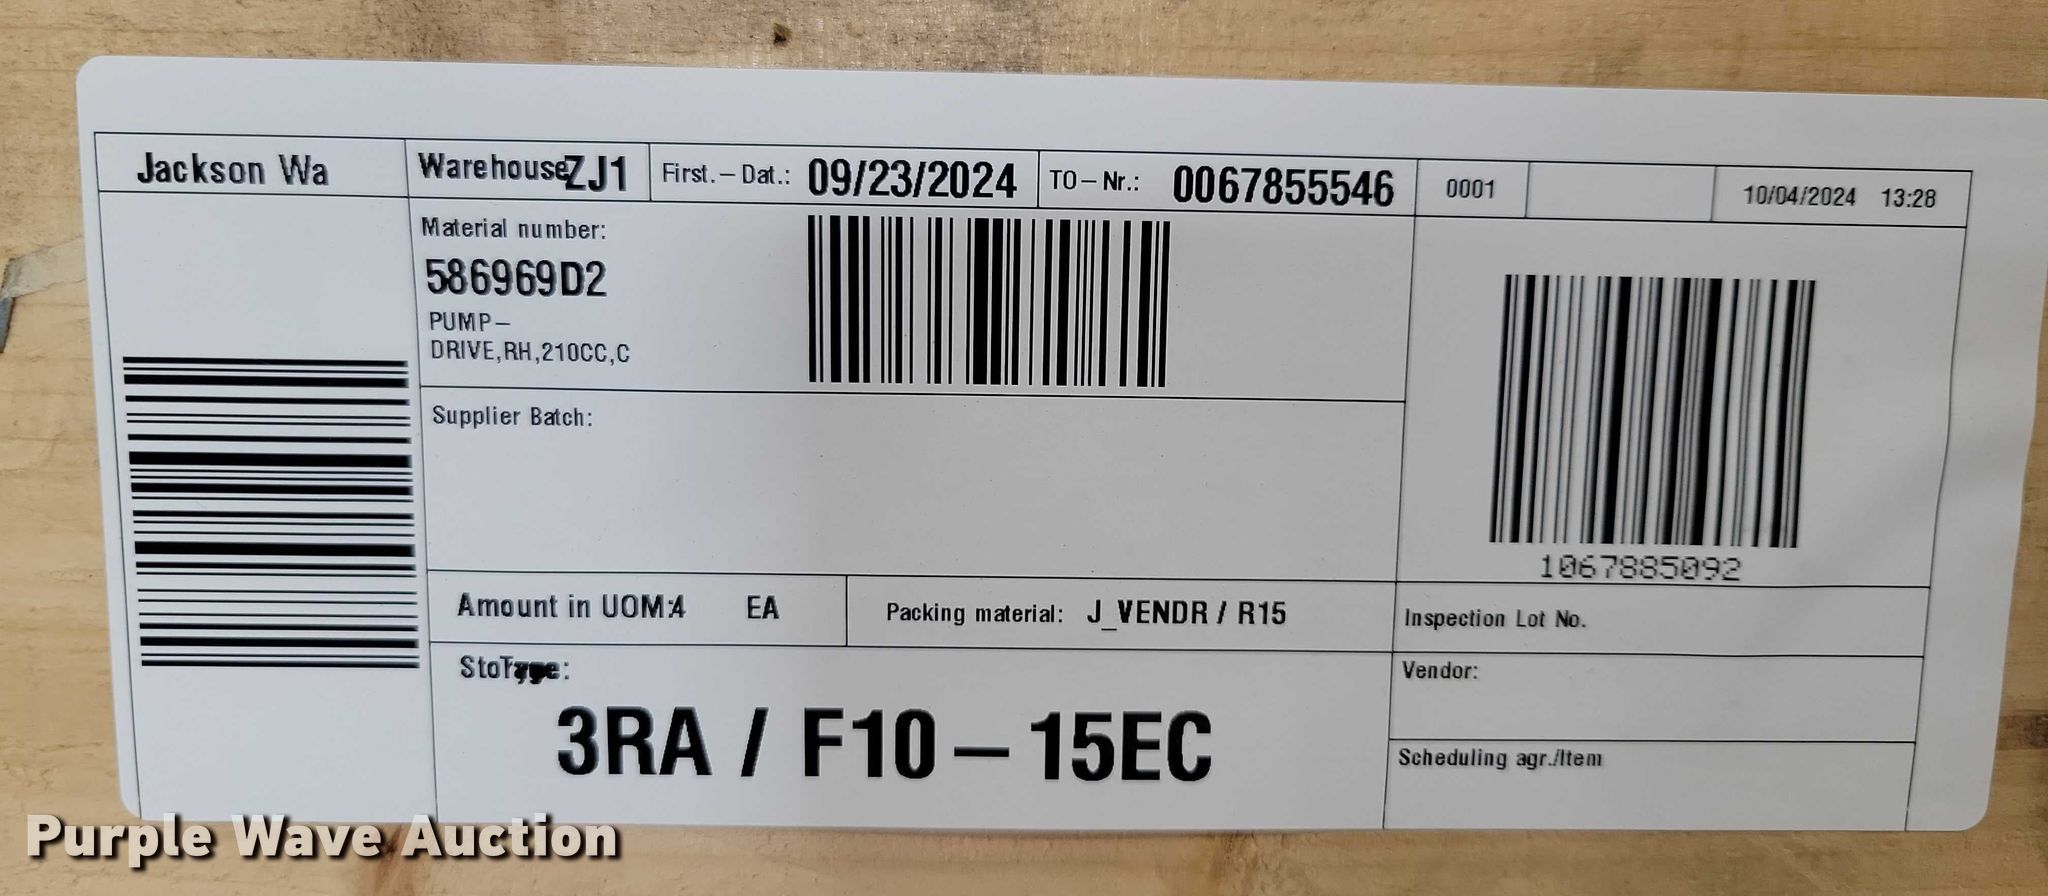 Jackson Wa
WarehouseZJ1
First.-Dat.: 09/23/2024
TO-Nr.: 0067855546
0001
10/04/2024 13:28
Material number:
586969D2
PUMP-
DRIVE,RH,210CC,C
Supplier Batch:
1067885092
Amount in UOM:4 EA
Packing material: J_VENDR / R15
Inspection Lot No.
StoType:
3RA / F10-15EC
Vendor:
Scheduling agr./Item
Purple Wave Auction